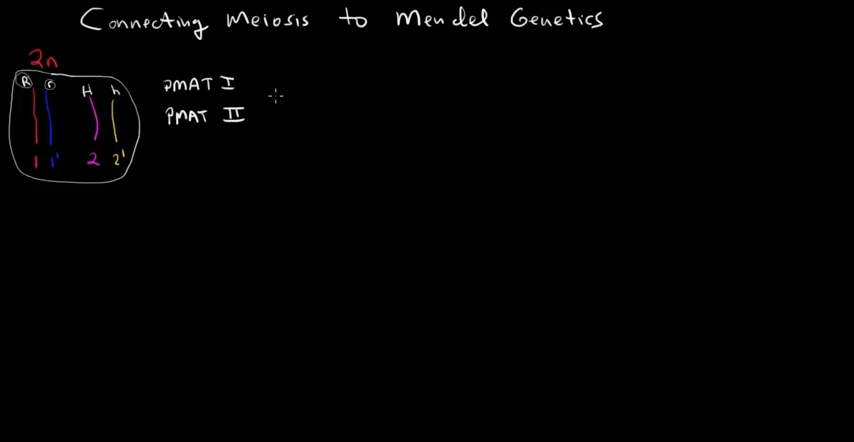 Connecting Meiosis to Mendel Genetics
2n
R r H h
1 1' 2 2'
PMAT I
PMAT II